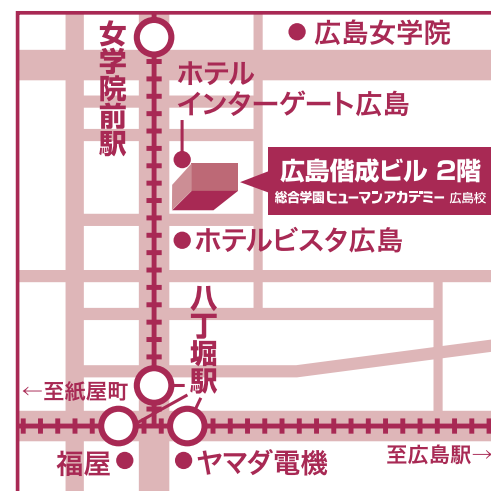 女学院前駅
広島女学院
ホテル
インターゲート広島
広島偕成ビル 2階
総合学園ヒューマンアカデミー 広島校
ホテルビスタ広島
八丁堀駅
←至紙屋町
福屋
ヤマダ電機
至広島駅→